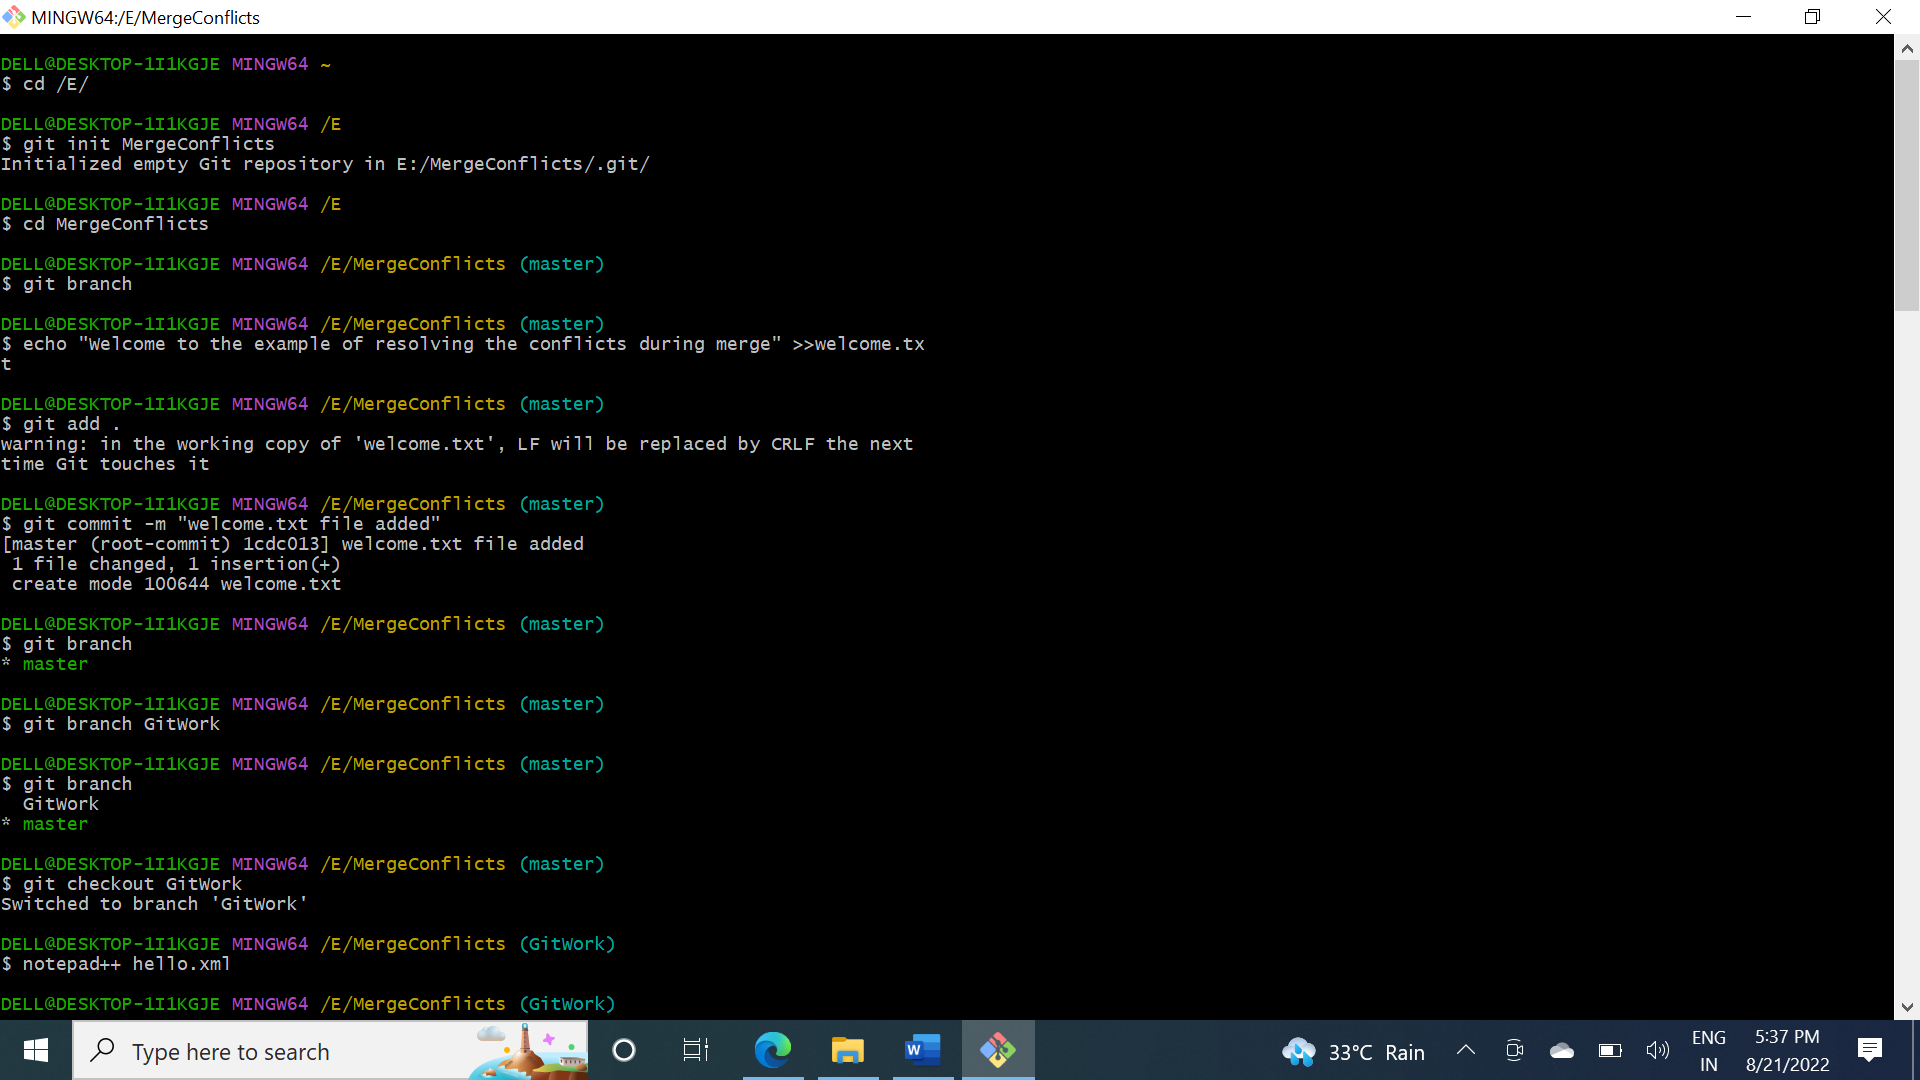 MINGW64:/E/MergeConflicts
DELL@DESKTOP-1I1KGJE MINGW64 ~
$ cd /E/
DELL@DESKTOP-1I1KGJE MINGW64 /E
$ git init MergeConflicts
Initialized empty Git repository in E:/MergeConflicts/.git/
DELL@DESKTOP-1I1KGJE MINGW64 /E
$ cd MergeConflicts
DELL@DESKTOP-1I1KGJE MINGW64 /E/MergeConflicts (master)
$ git branch
DELL@DESKTOP-1I1KGJE MINGW64 /E/MergeConflicts (master)
$ echo "Welcome to the example of resolving the conflicts during merge" >>welcome.tx
t
DELL@DESKTOP-1I1KGJE MINGW64 /E/MergeConflicts (master)
$ git add .
warning: in the working copy of 'welcome.txt', LF will be replaced by CRLF the next
time Git touches it
DELL@DESKTOP-1I1KGJE MINGW64 /E/MergeConflicts (master)
$ git commit -m "welcome.txt file added"
[master (root-commit) 1cdc013] welcome.txt file added
 1 file changed, 1 insertion(+)
 create mode 100644 welcome.txt
DELL@DESKTOP-1I1KGJE MINGW64 /E/MergeConflicts (master)
$ git branch
* master
DELL@DESKTOP-1I1KGJE MINGW64 /E/MergeConflicts (master)
$ git branch GitWork
DELL@DESKTOP-1I1KGJE MINGW64 /E/MergeConflicts (master)
$ git branch
  GitWork
* master
DELL@DESKTOP-1I1KGJE MINGW64 /E/MergeConflicts (master)
$ git checkout GitWork
Switched to branch 'GitWork'
DELL@DESKTOP-1I1KGJE MINGW64 /E/MergeConflicts (GitWork)
$ notepad++ hello.xml
DELL@DESKTOP-1I1KGJE MINGW64 /E/MergeConflicts (GitWork)
Type here to search
W
33°C Rain
ENG
IN
5:37 PM
8/21/2022